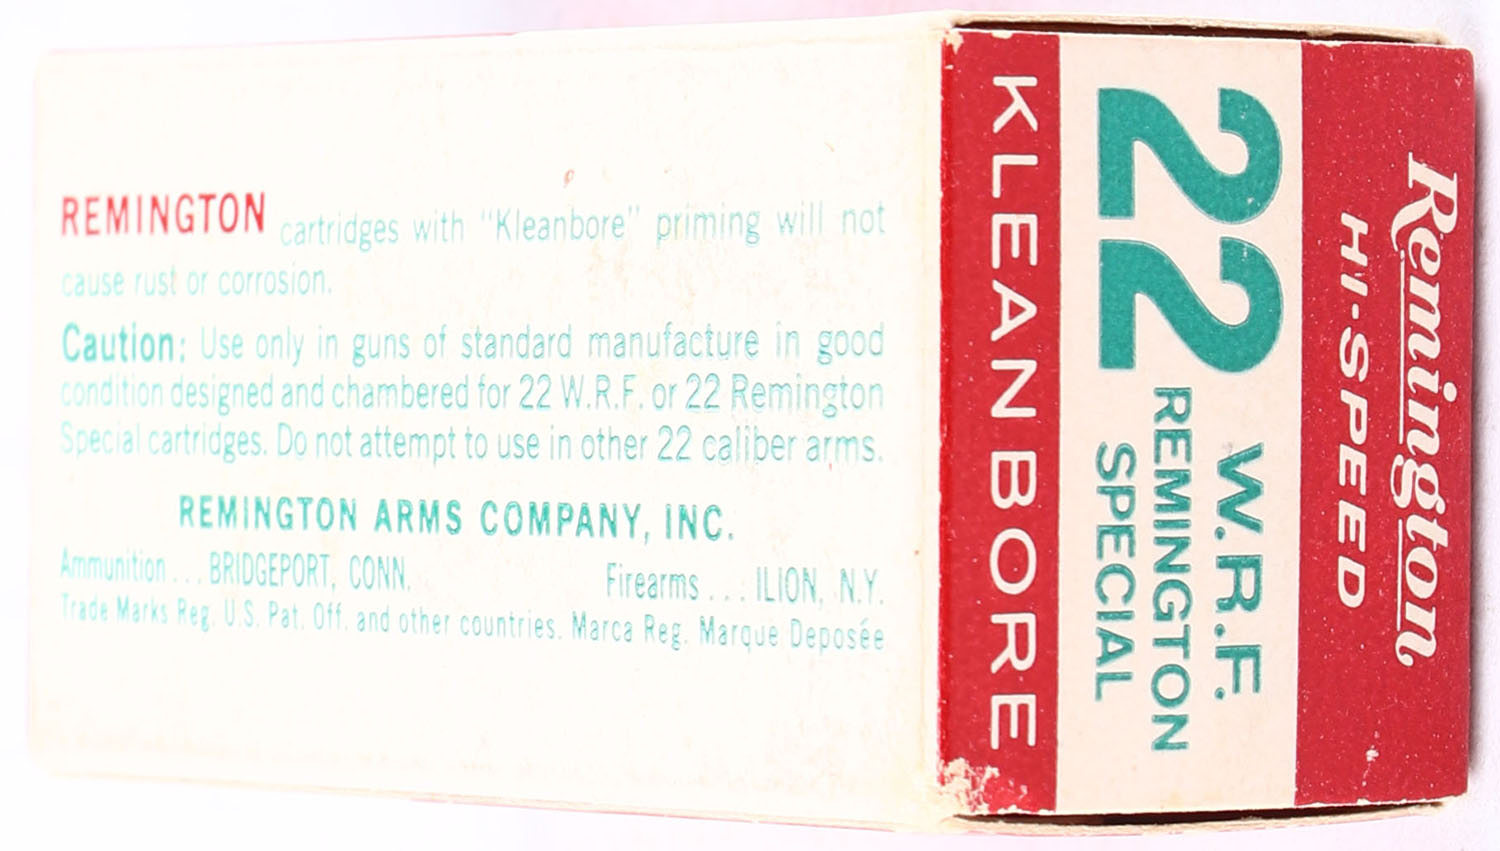 REMINGTON cartridges with "Kleanbore" priming will not
cause rust or corrosion.
Caution: Use only in guns of standard manufacture in good
condition designed and chambered for 22 W.R.F. or 22 Remington
Special cartridges. Do not attempt to use in other 22 caliber arms.
REMINGTON ARMS COMPANY, INC.
Ammunition . . . BRIDGEPORT, CONN. Firearms . . . ILION, N.Y.
Trade Marks Reg. U.S. Pat. Off. and other countries. Marca Reg. Marque Deposée
Remington
HI-SPEED
22 W.R.F.
REMINGTON
SPECIAL
KLEANBORE